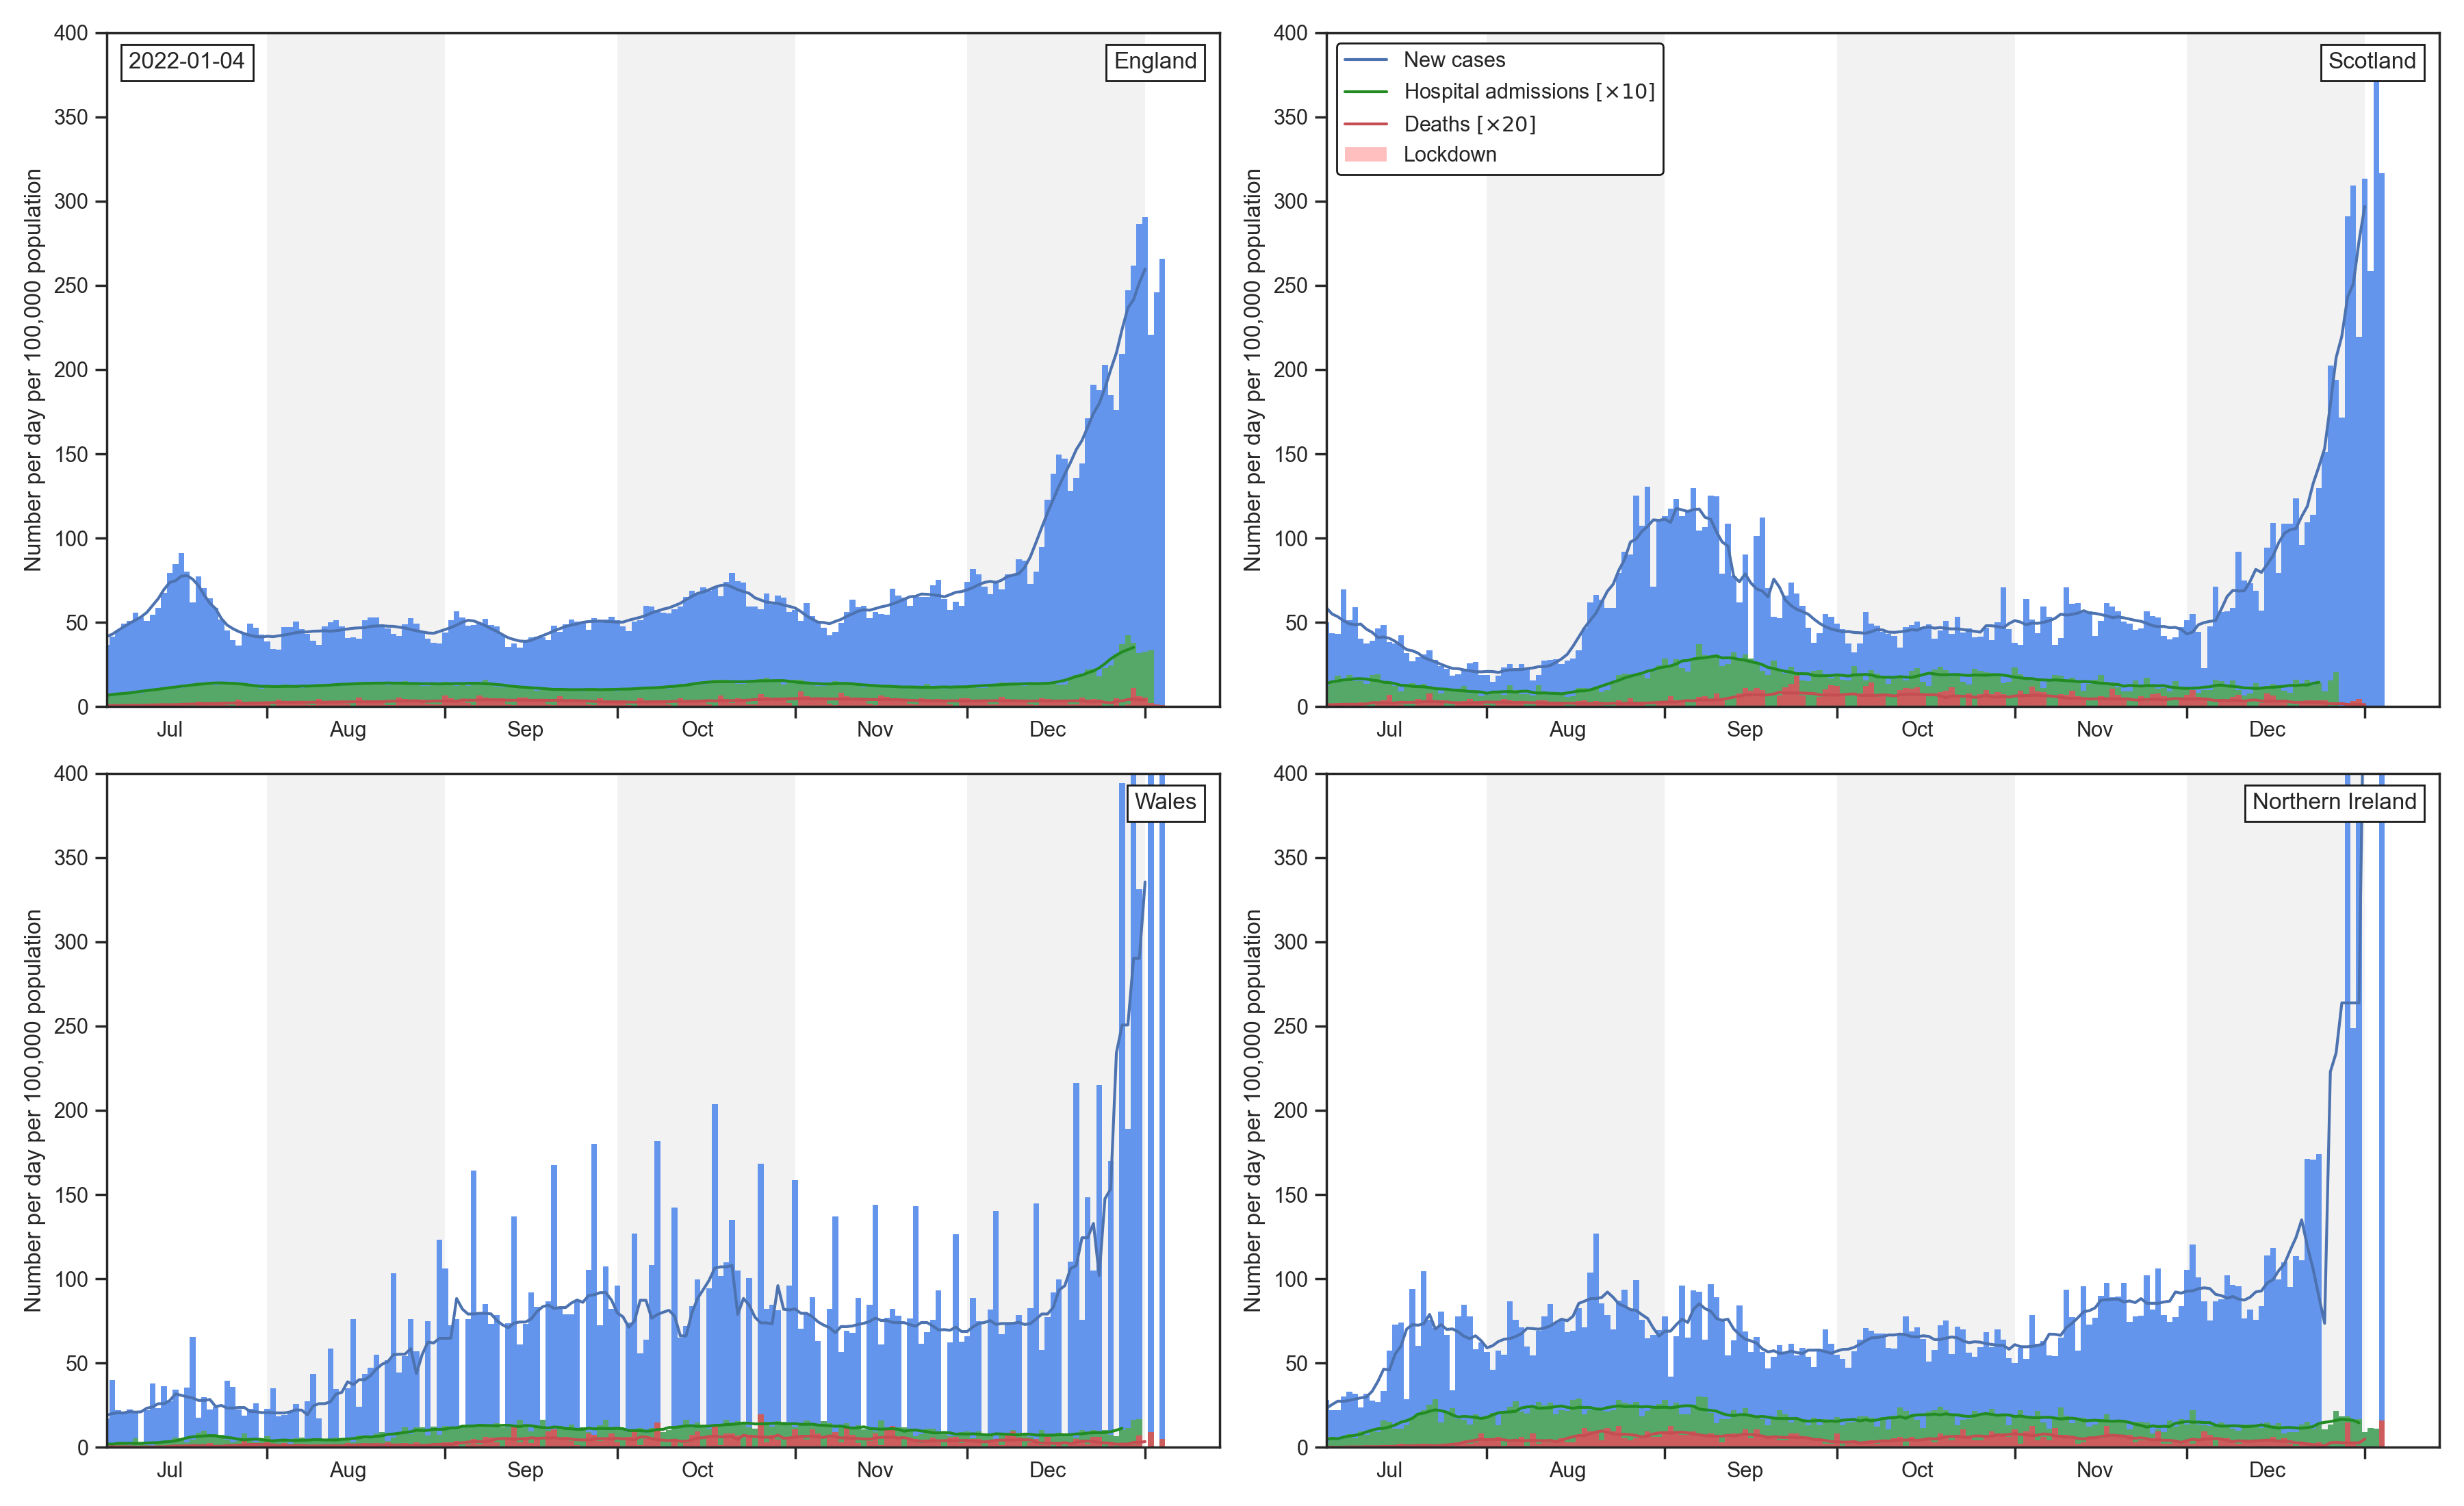 400
350
300
250
200
150
100
50
0
Number per day per 100,000 population
2022-01-04
England
Jul
Aug
Sep
Oct
Nov
Dec
400
350
300
250
200
150
100
50
0
Number per day per 100,000 population
New cases
Hospital admissions [×10]
Deaths [×20]
Lockdown
Scotland
Jul
Aug
Sep
Oct
Nov
Dec
400
350
300
250
200
150
100
50
0
Number per day per 100,000 population
Wales
Jul
Aug
Sep
Oct
Nov
Dec
400
350
300
250
200
150
100
50
0
Number per day per 100,000 population
Northern Ireland
Jul
Aug
Sep
Oct
Nov
Dec